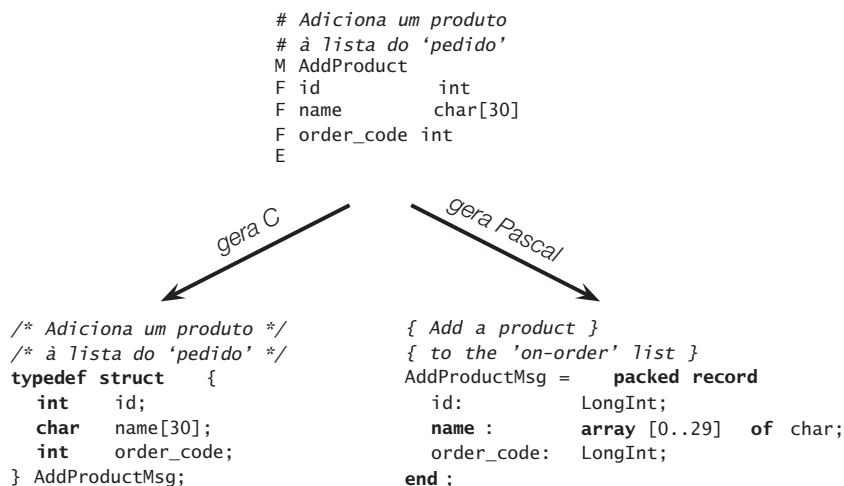 # Adiciona um produto
# à lista do ‘pedido’
M AddProduct
F id int
F name char[30]
F order_code int
E
gera C
gera Pascal
/* Adiciona um produto */
/* à lista do ‘pedido’ */
typedef struct {
int id;
char name[30];
int order_code;
} AddProductMsg;
{ Add a product }
{ to the ’on-order’ list }
AddProductMsg = packed record
id: LongInt;
name : array [0..29] of char;
order_code: LongInt;
end ;